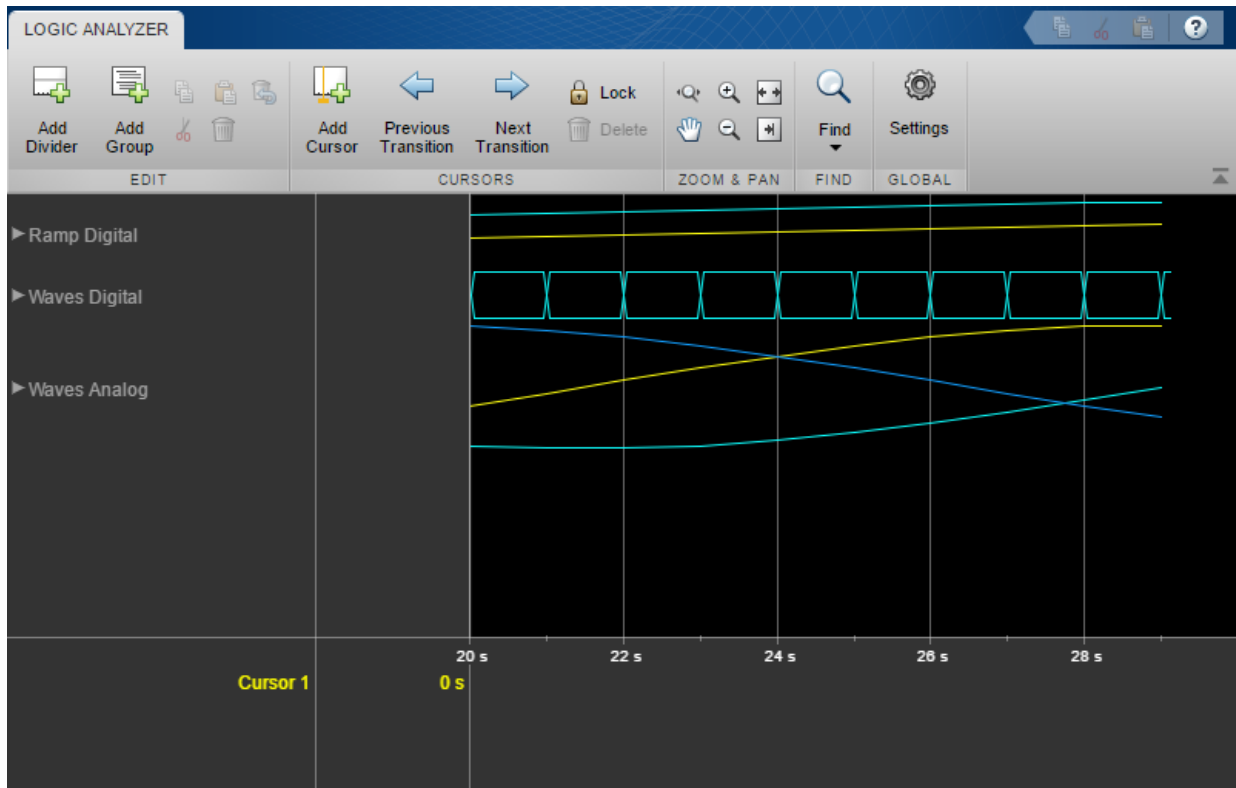 LOGIC ANALYZER
?
Add Divider
Add Group
Add Cursor
Previous Transition
Next Transition
Lock
Delete
Find
Settings
EDIT
CURSORS
ZOOM & PAN
FIND
GLOBAL
Ramp Digital
Waves Digital
Waves Analog
20 s 22 s 24 s 26 s 28 s
Cursor 1 0 s